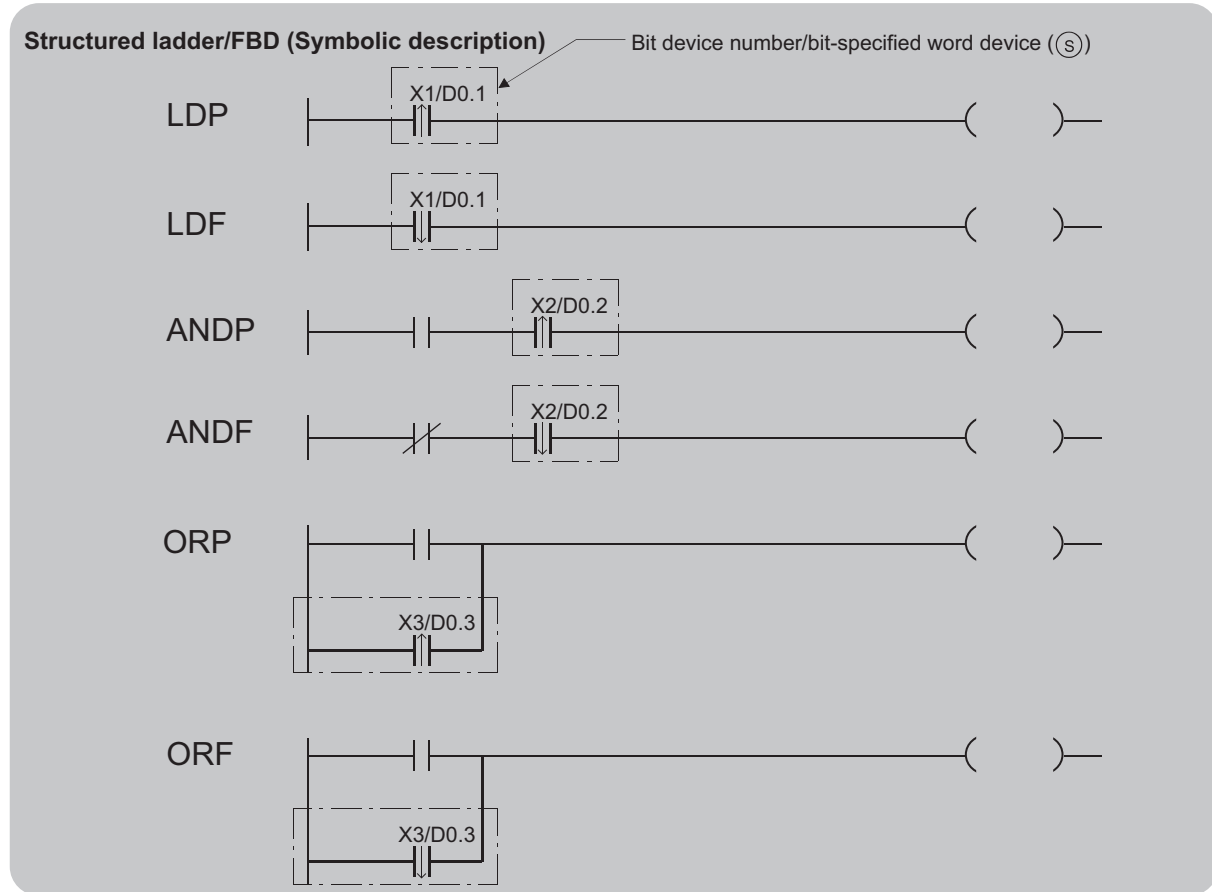 Structured ladder/FBD (Symbolic description)
Bit device number/bit-specified word device (Ⓢ)
LDP
X1/D0.1
LDF
X1/D0.1
ANDP
X2/D0.2
ANDF
X2/D0.2
ORP
X3/D0.3
ORF
X3/D0.3